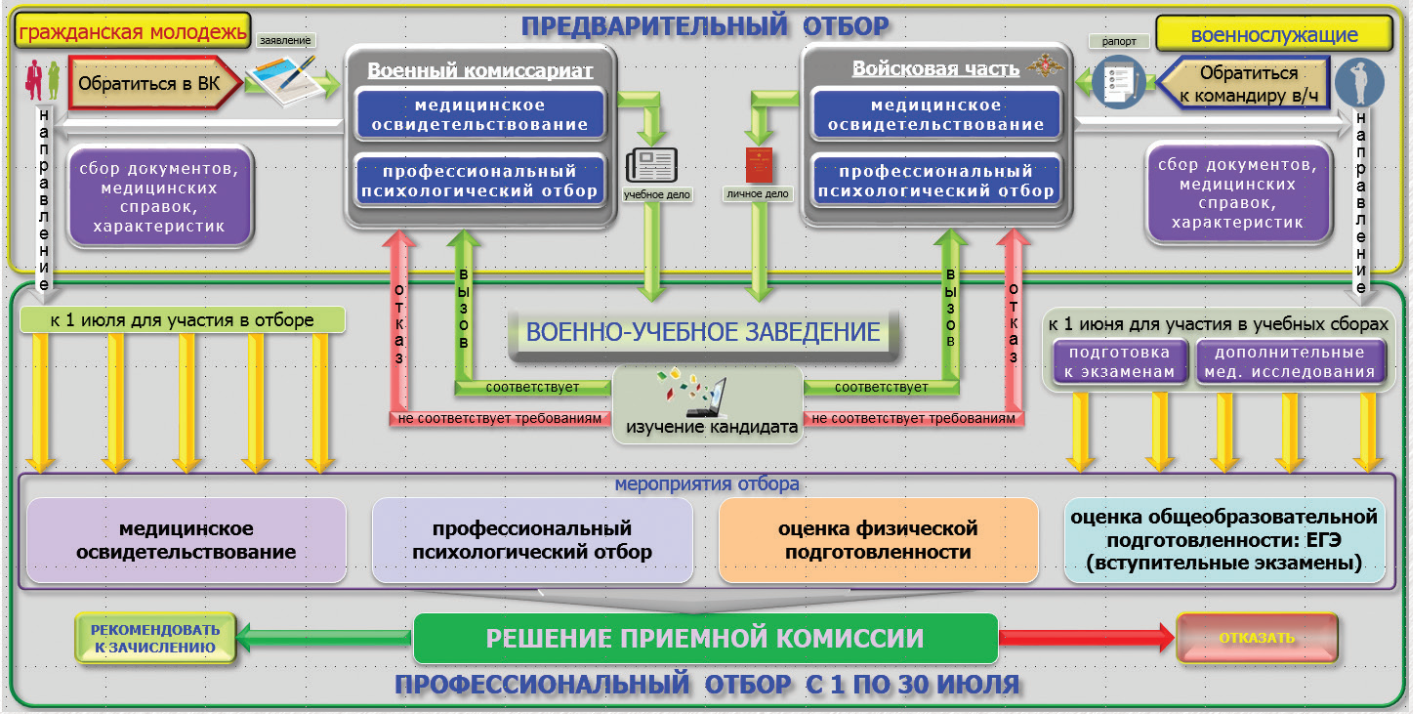 ПРЕДВАРИТЕЛЬНЫЙ ОТБОР
гражданская молодежь
заявление
Обратиться в ВК
Военный комиссариат
медицинское
освидетельствование
профессиональный
психологический отбор
сбор документов,
медицинских
справок,
характеристик
направление
учебное дело
личное дело
Войсковая часть
медицинское
освидетельствование
профессиональный
психологический отбор
рапорт
военнослужащие
Обратиться
к командиру в/ч
сбор документов,
медицинских
справок,
характеристик
направление
отказ
вызов
вызов
отказ
к 1 июля для участия в отборе
ВОЕННО-УЧЕБНОЕ ЗАВЕДЕНИЕ
к 1 июня для участия в учебных сборах
подготовка
к экзаменам
дополнительные
мед. исследования
соответствует
соответствует
не соответствует требованиям
изучение кандидата
не соответствует требованиям
мероприятия отбора
медицинское
освидетельствование
профессиональный
психологический отбор
оценка физической
подготовленности
оценка общеобразовательной
подготовленности: ЕГЭ
(вступительные экзамены)
РЕКОМЕНДОВАТЬ
К ЗАЧИСЛЕНИЮ
РЕШЕНИЕ ПРИЕМНОЙ КОМИССИИ
ОТКАЗАТЬ
ПРОФЕССИОНАЛЬНЫЙ ОТБОР С 1 ПО 30 ИЮЛЯ